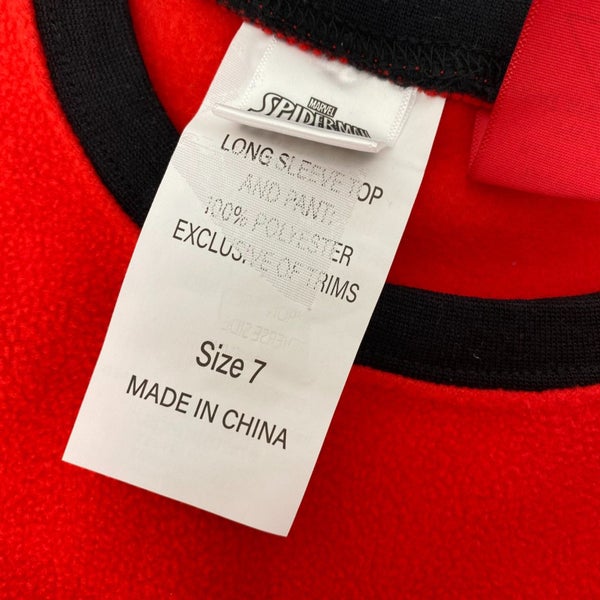 MARVEL
SPIDER-MAN
LONG SLEEVE TOP
AND PANT:
100% POLYESTER
EXCLUSIVE OF TRIMS
Size 7
MADE IN CHINA